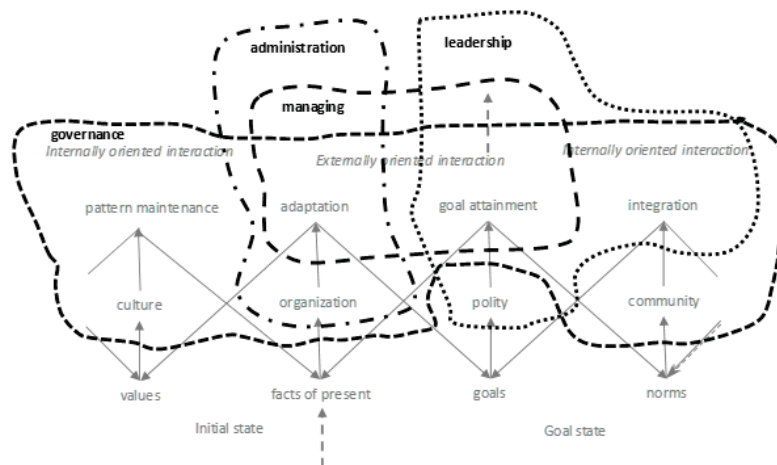 administration
leadership
managing
governance
Internally oriented interaction
Externally oriented interaction
Internally oriented interaction
pattern maintenance
adaptation
goal attainment
integration
culture
organization
polity
community
values
facts of present
goals
norms
Initial state
Goal state